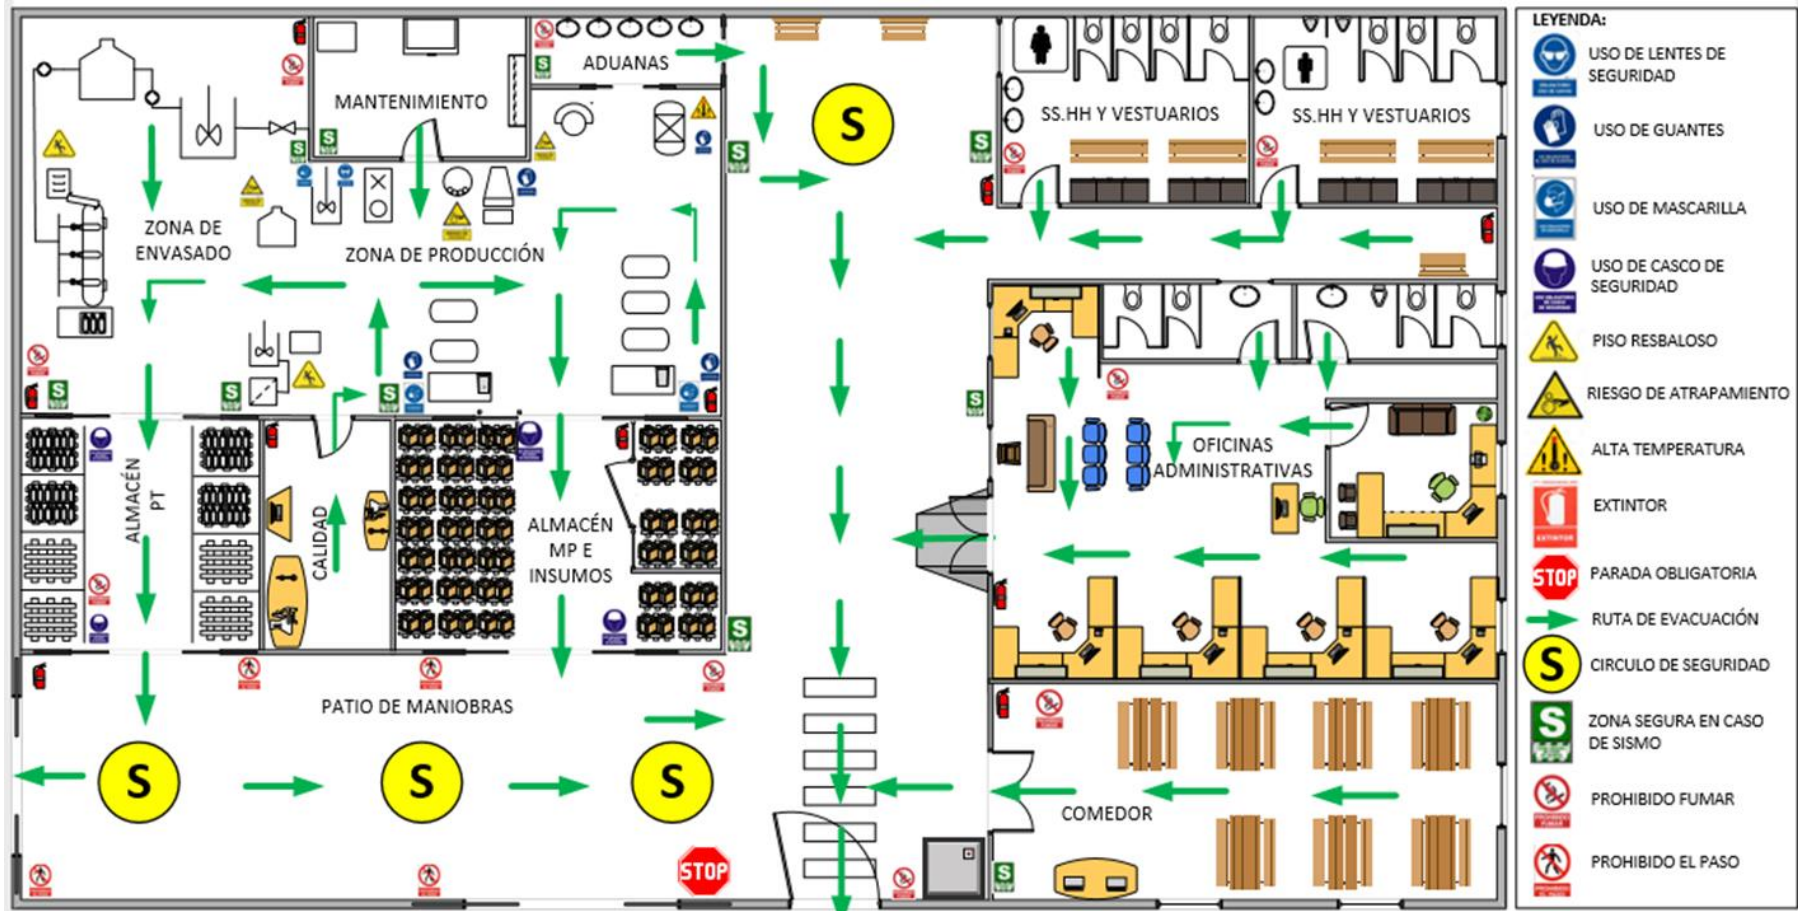 ADUANAS
MANTENIMIENTO
S
SS.HH Y VESTUARIOS
SS.HH Y VESTUARIOS
ZONA DE
ENVASADO
ZONA DE PRODUCCIÓN
OFICINAS
ADMINISTRATIVAS
ALMACÉN
PT
CALIDAD
ALMACÉN
MP E
INSUMOS
PATIO DE MANIOBRAS
S
S
S
STOP
COMEDOR
S
S
S
S
S
S
S
S
S
S
S
LEYENDA:
USO DE LENTES DE
SEGURIDAD
USO DE GUANTES
USO DE MASCARILLA
USO DE CASCO DE
SEGURIDAD
PISO RESBALOSO
RIESGO DE ATRAPAMIENTO
ALTA TEMPERATURA
EXTINTOR
EXTINTOR
STOP
PARADA OBLIGATORIA
RUTA DE EVACUACIÓN
S
CIRCULO DE SEGURIDAD
S
ZONA SEGURA EN CASO
DE SISMO
PROHIBIDO FUMAR
PROHIBIDO EL PASO